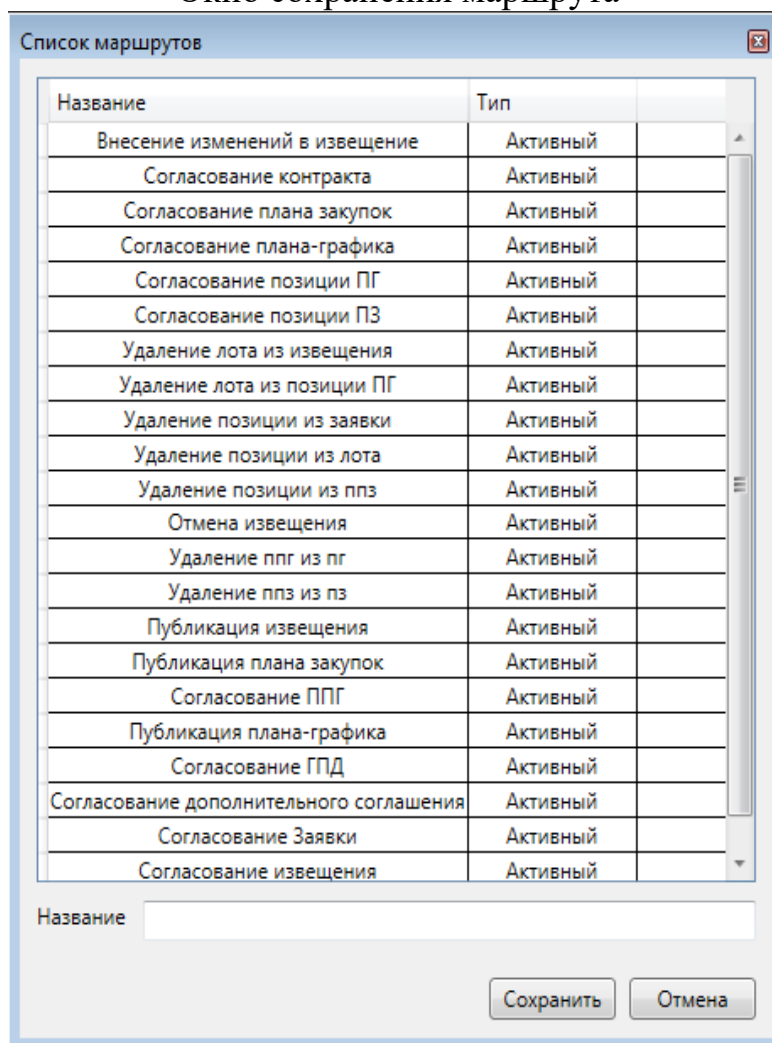 Окно сохранения маршрута
Список маршрутов
Название Тип
Внесение изменений в извещение Активный
Согласование контракта Активный
Согласование плана закупок Активный
Согласование плана-графика Активный
Согласование позиции ПГ Активный
Согласование позиции ПЗ Активный
Удаление лота из извещения Активный
Удаление лота из позиции ПГ Активный
Удаление позиции из заявки Активный
Удаление позиции из лота Активный
Удаление позиции из ппз Активный
Отмена извещения Активный
Удаление ппг из пг Активный
Удаление ппз из пз Активный
Публикация извещения Активный
Публикация плана закупок Активный
Согласование ППГ Активный
Публикация плана-графика Активный
Согласование ГПД Активный
Согласование дополнительного соглашения Активный
Согласование Заявки Активный
Согласование извещения Активный
Название
Сохранить Отмена